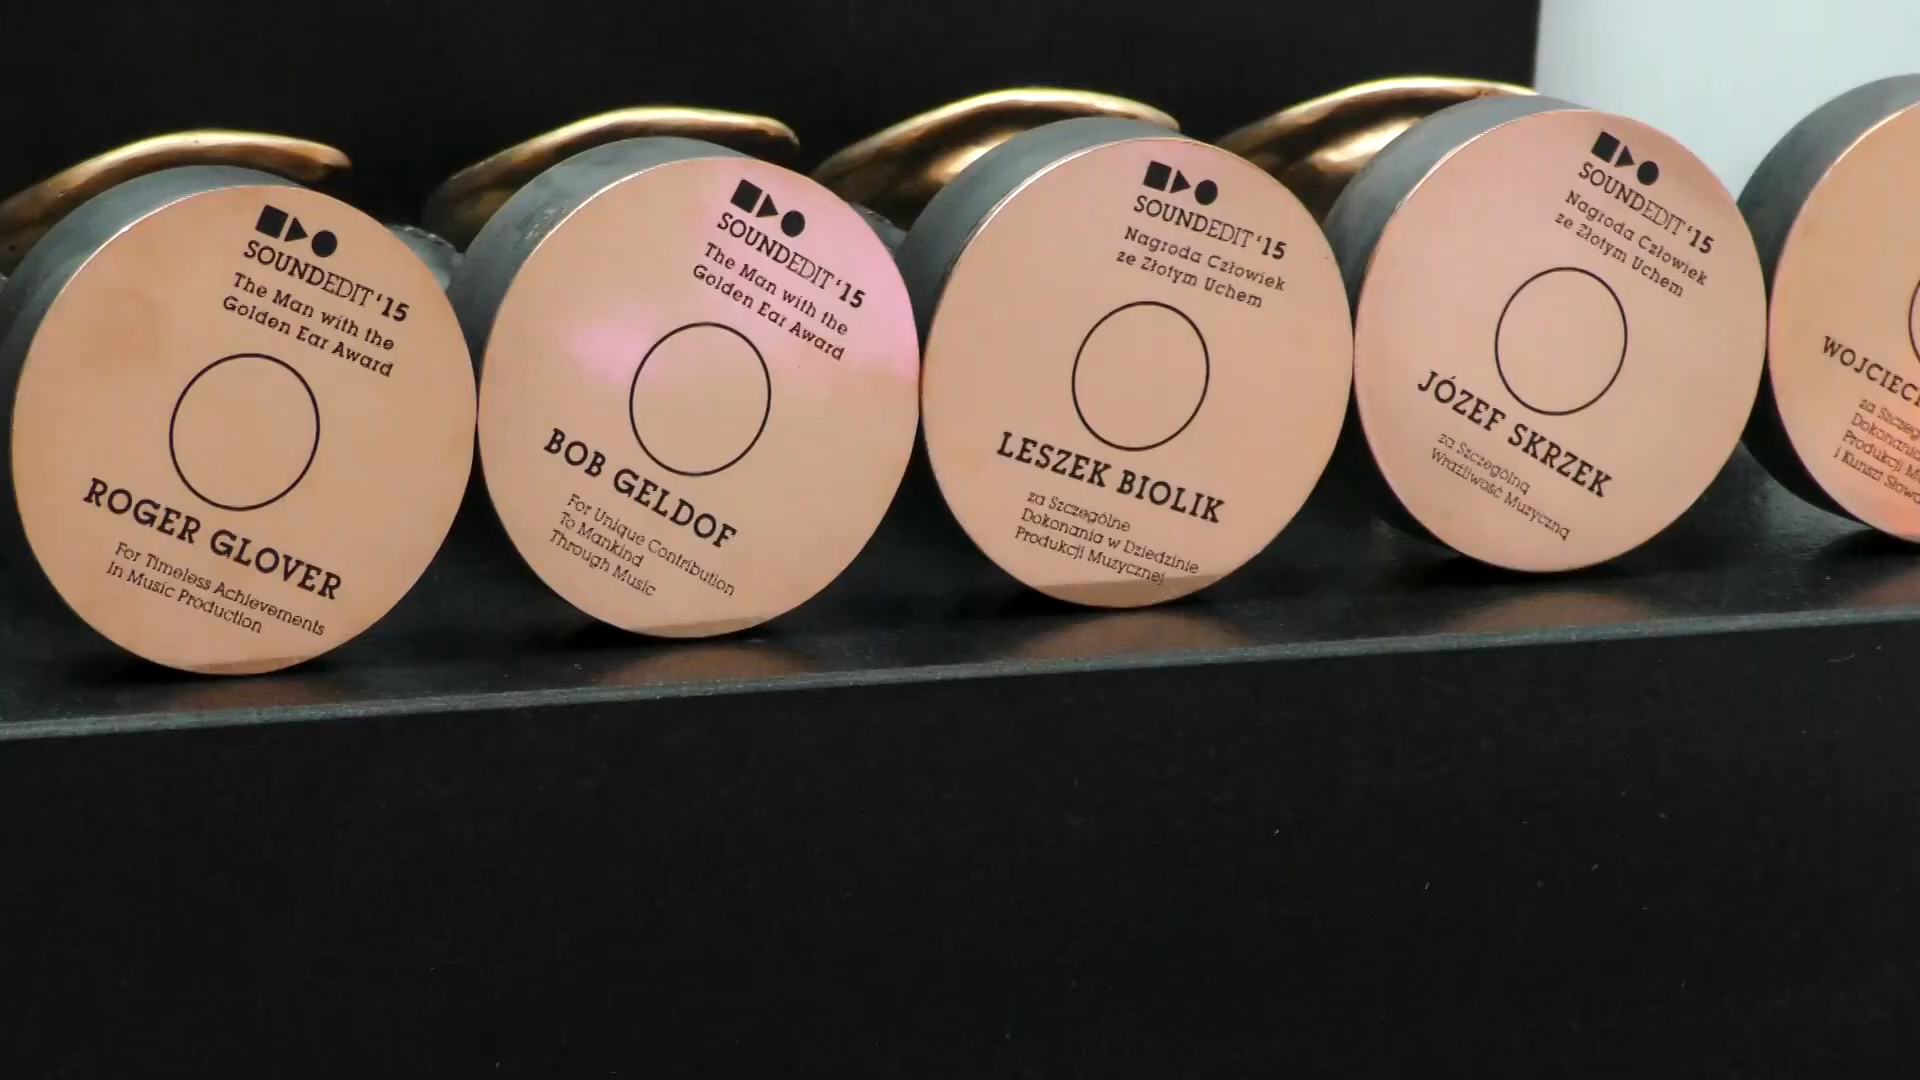 SOUNDEDIT '15
The Man with the
Golden Ear Award
ROGER GLOVER
For Timeless Achievements
In Music Production
SOUNDEDIT '15
The Man with the
Golden Ear Award
BOB GELDOF
For Unique Contribution
To Mankind
Through Music
SOUNDEDIT '15
Nagroda Człowiek
ze Złotym Uchem
LESZEK BIOLIK
za Szczególne
Dokonania w Dziedzinie
Produkcji Muzycznej
SOUNDEDIT '15
Nagroda Człowiek
ze Złotym Uchem
JÓZEF SKRZEK
za Szczególną
Wrażliwość Muzyczną
za
i Kunszt